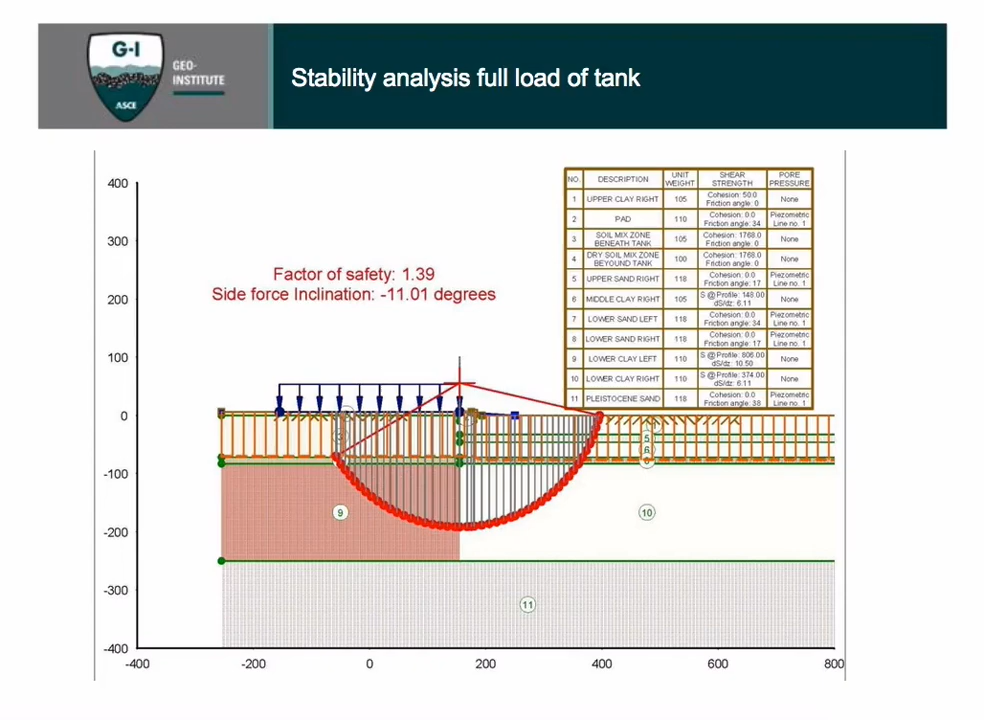 G-I
GEO-
INSTITUTE
ASCE
Stability analysis full load of tank
Factor of safety: 1.39
Side force Inclination: -11.01 degrees
NO. DESCRIPTION UNIT WEIGHT SHEAR STRENGTH PORE PRESSURE
1 UPPER CLAY RIGHT 105 Cohesion: 50.0 Friction angle: 0 None
2 PAD 110 Cohesion: 0.0 Friction angle: 34 Piezometric Line no. 1
3 SOIL MIX ZONE BENEATH TANK 105 Cohesion: 1768.0 Friction angle: 0 None
4 DRY SOIL MIX ZONE BEYOUND TANK 100 Cohesion: 1768.0 Friction angle: 0 None
5 UPPER SAND RIGHT 118 Cohesion: 0.0 Friction angle: 17 Piezometric Line no. 1
6 MIDDLE CLAY RIGHT 105 S @ Profile: 148.00 dS/dz: 6.11 None
7 LOWER SAND LEFT 118 Cohesion: 0.0 Friction angle: 34 Piezometric Line no. 1
8 LOWER SAND RIGHT 118 Cohesion: 0.0 Friction angle: 17 Piezometric Line no. 1
9 LOWER CLAY LEFT 110 S @ Profile: 806.00 dS/dz: 10.50 None
10 LOWER CLAY RIGHT 110 S @ Profile: 374.00 dS/dz: 6.11 None
11 PLEISTOCENE SAND 118 Cohesion: 0.0 Friction angle: 38 Piezometric Line no. 1
400
300
200
100
0
-100
-200
-300
-400
5
6
9
10
11
-400 -200 0 200 400 600 800